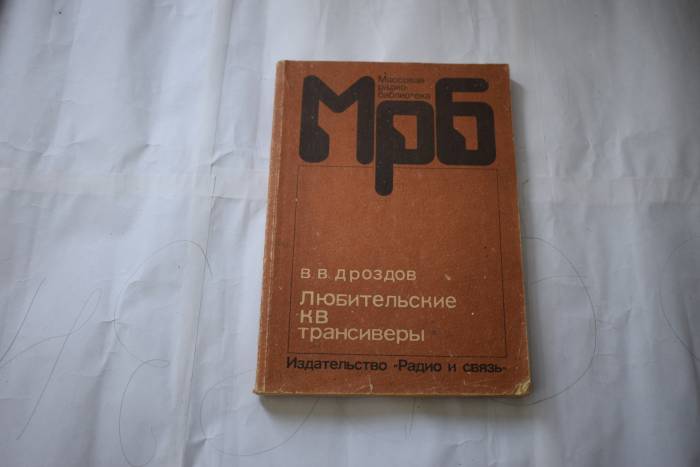 Массовая
радио-
библиотека
Мрб
В. В. Дроздов
Любительские
КВ
трансиверы
Издательство «Радио и связь»